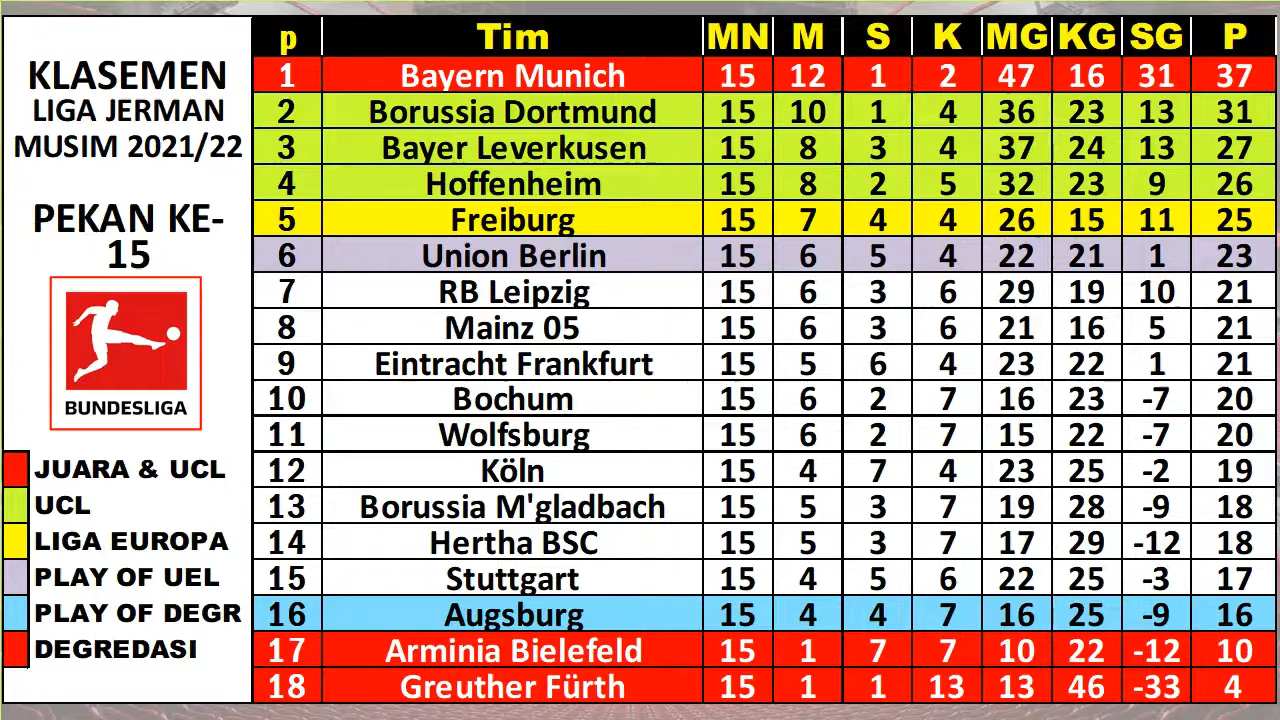 KLASEMEN
LIGA JERMAN
MUSIM 2021/22
PEKAN KE-
15
BUNDESLIGA
JUARA & UCL
UCL
LIGA EUROPA
PLAY OF UEL
PLAY OF DEGR
DEGREDASI
p Tim MN M S K MG KG SG P
1 Bayern Munich 15 12 1 2 47 16 31 37
2 Borussia Dortmund 15 10 1 4 36 23 13 31
3 Bayer Leverkusen 15 8 3 4 37 24 13 27
4 Hoffenheim 15 8 2 5 32 23 9 26
5 Freiburg 15 7 4 4 26 15 11 25
6 Union Berlin 15 6 5 4 22 21 1 23
7 RB Leipzig 15 6 3 6 29 19 10 21
8 Mainz 05 15 6 3 6 21 16 5 21
9 Eintracht Frankfurt 15 5 6 4 23 22 1 21
10 Bochum 15 6 2 7 16 23 -7 20
11 Wolfsburg 15 6 2 7 15 22 -7 20
12 Köln 15 4 7 4 23 25 -2 19
13 Borussia M'gladbach 15 5 3 7 19 28 -9 18
14 Hertha BSC 15 5 3 7 17 29 -12 18
15 Stuttgart 15 4 5 6 22 25 -3 17
16 Augsburg 15 4 4 7 16 25 -9 16
17 Arminia Bielefeld 15 1 7 7 10 22 -12 10
18 Greuther Fürth 15 1 1 13 13 46 -33 4